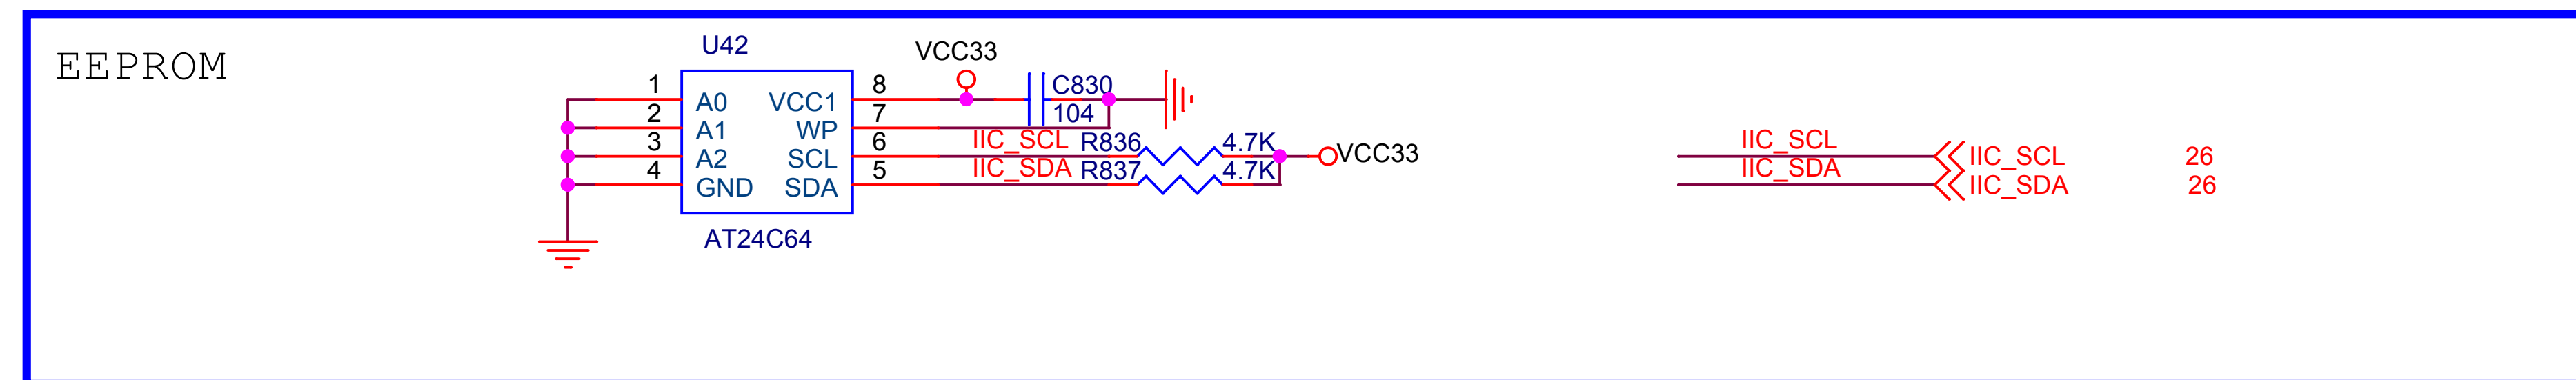 EEPROM
U42
VCC33
1 A0 VCC1 8 C830
2 A1 WP 7 104
3 A2 SCL 6 IIC_SCL R836 4.7K VCC33
4 GND SDA 5 IIC_SDA R837 4.7K
AT24C64
IIC_SCL IIC_SCL 26
IIC_SDA IIC_SDA 26